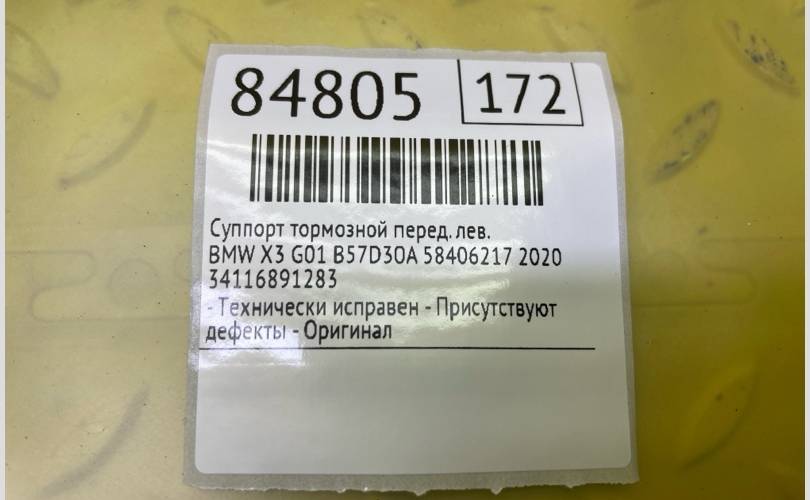 84805
172
Суппорт тормозной перед. лев.
BMW X3 G01 B57D30A 58406217 2020
34116891283
- Технически исправен - Присутствуют
дефекты - Оригинал